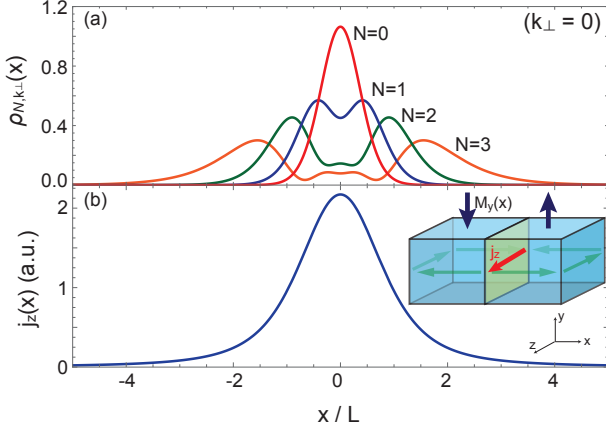 (a)
(k⊥ = 0)
1.2
0.8
0.4
0.0
ρN,k⊥(x)
N=0
N=1
N=2
N=3
(b)
2
1
0
jz(x) (a.u.)
My(x)
jz
y
x
z
-4
-2
0
2
4
x / L